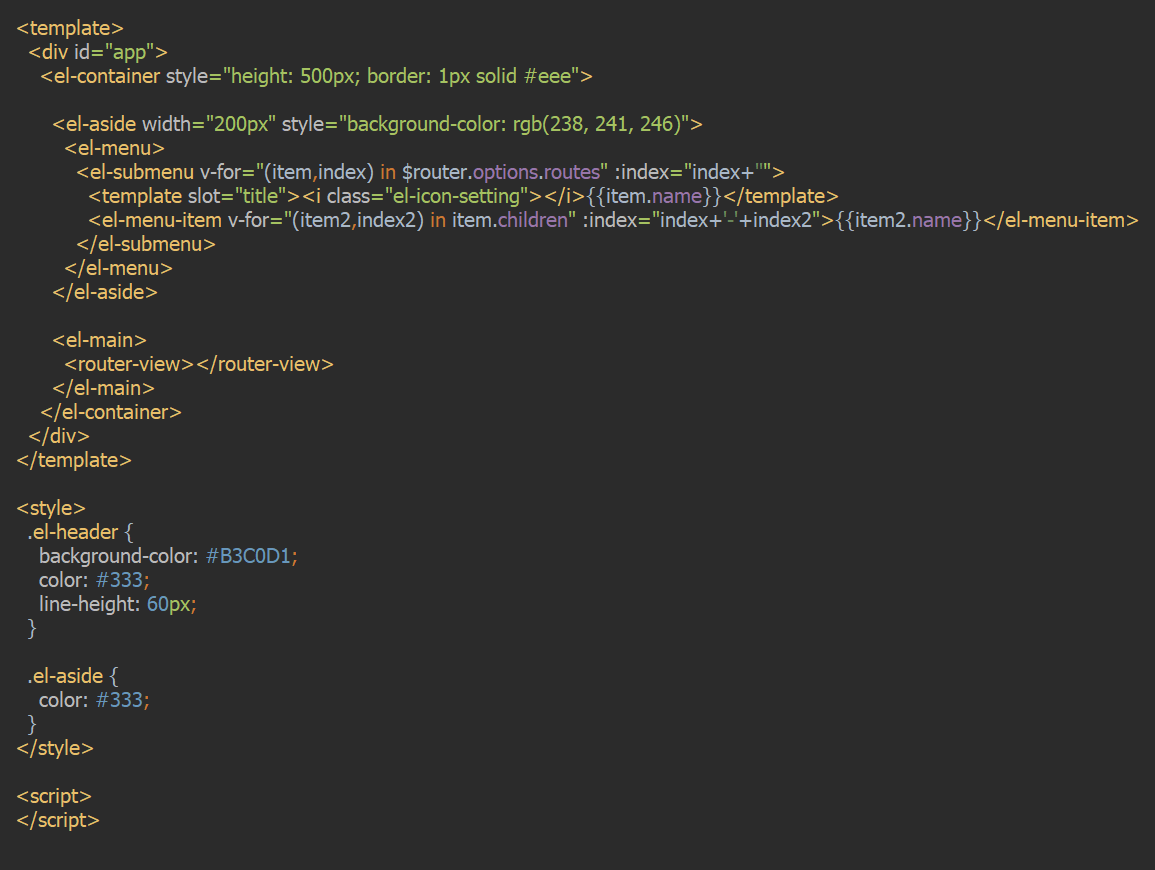 <template>
<div id="app">
<el-container style="height: 500px; border: 1px solid #eee">
<el-aside width="200px" style="background-color: rgb(238, 241, 246)">
<el-menu>
<el-submenu v-for="(item,index) in $router.options.routes" :index="index+''">
<template slot="title"><i class="el-icon-setting"></i>{{item.name}}</template>
<el-menu-item v-for="(item2,index2) in item.children" :index="index+'-'+index2">{{item2.name}}</el-menu-item>
</el-submenu>
</el-menu>
</el-aside>
<el-main>
<router-view></router-view>
</el-main>
</el-container>
</div>
</template>
<style>
.el-header {
background-color: #B3C0D1;
color: #333;
line-height: 60px;
}
.el-aside {
color: #333;
}
</style>
<script>
</script>